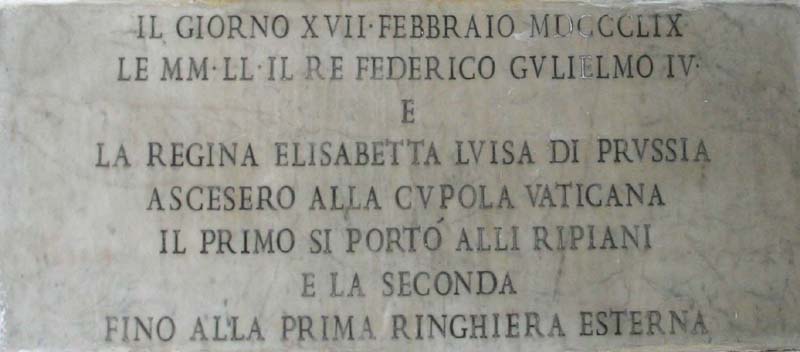 IL GIORNO XVII·FEBBRAIO MDCCCLIX
LE MM·LL·IL RE FEDERICO GVLIELMO IV·
E
LA REGINA ELISABETTA LVISA DI PRVSSIA
ASCESERO ALLA CVPOLA VATICANA
IL PRIMO SI PORTÓ ALLI RIPIANI
E LA SECONDA
FINO ALLA PRIMA RINGHIERA ESTERNA